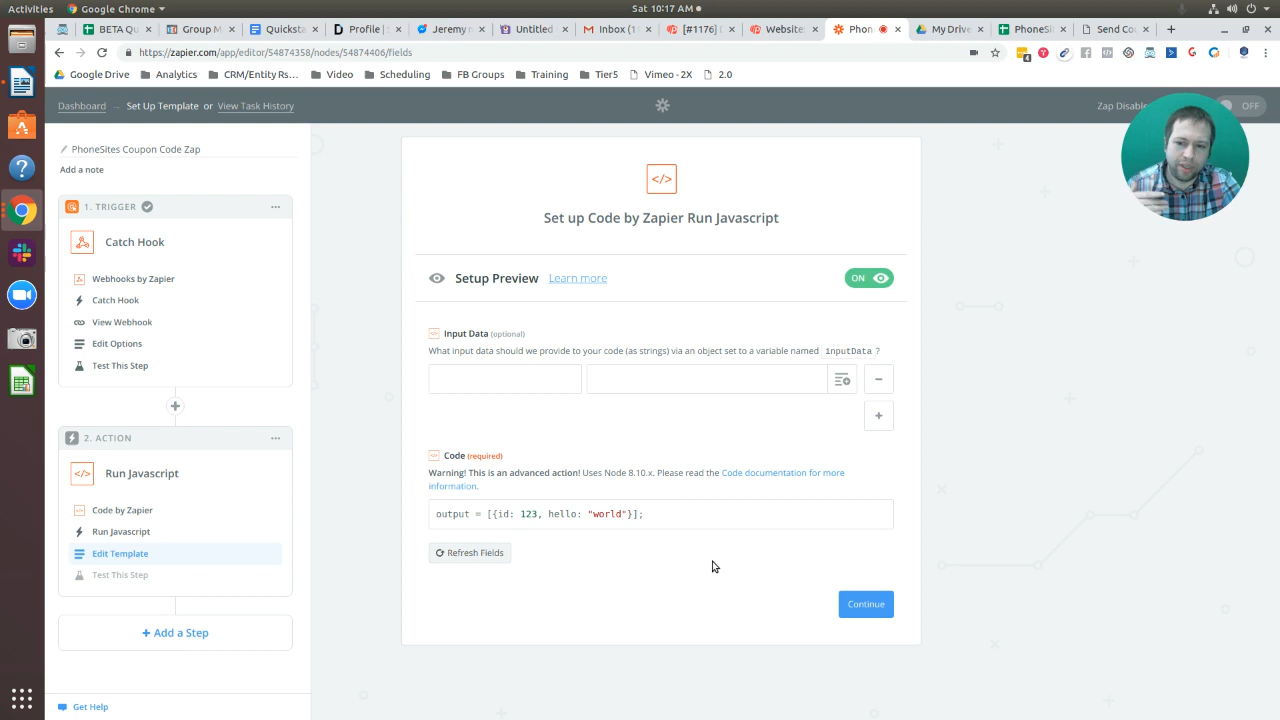 Activities
Google Chrome
Sat 10:17 AM
BETA Q
Group M
Quickst
Profile | S
Jeremy
Untitled
Inbox (1
[#1176]
Website
Phon
My Driv
PhoneSi
Send Co
https://zapier.com/app/editor/54874358/nodes/54874406/fields
4
Google Drive
Analytics
CRM/Entity Rs...
Video
Scheduling
FB Groups
Training
Tier5
Vimeo - 2X
2.0
Dashboard
Set Up Template or View Task History
Zap Disable
OFF
PhoneSites Coupon Code Zap
Add a note
1. TRIGGER
Catch Hook
Webhooks by Zapier
Catch Hook
View Webhook
Edit Options
Test This Step
2. ACTION
Run Javascript
Code by Zapier
Run Javascript
Edit Template
Test This Step
+ Add a Step
Get Help
</>
Set up Code by Zapier Run Javascript
Setup Preview Learn more
ON
Input Data (optional)
What input data should we provide to your code (as strings) via an object set to a variable named inputData ?
Code (required)
Warning! This is an advanced action! Uses Node 8.10.x. Please read the Code documentation for more
information.
output = [{id: 123, hello: "world"}];
Refresh Fields
Continue